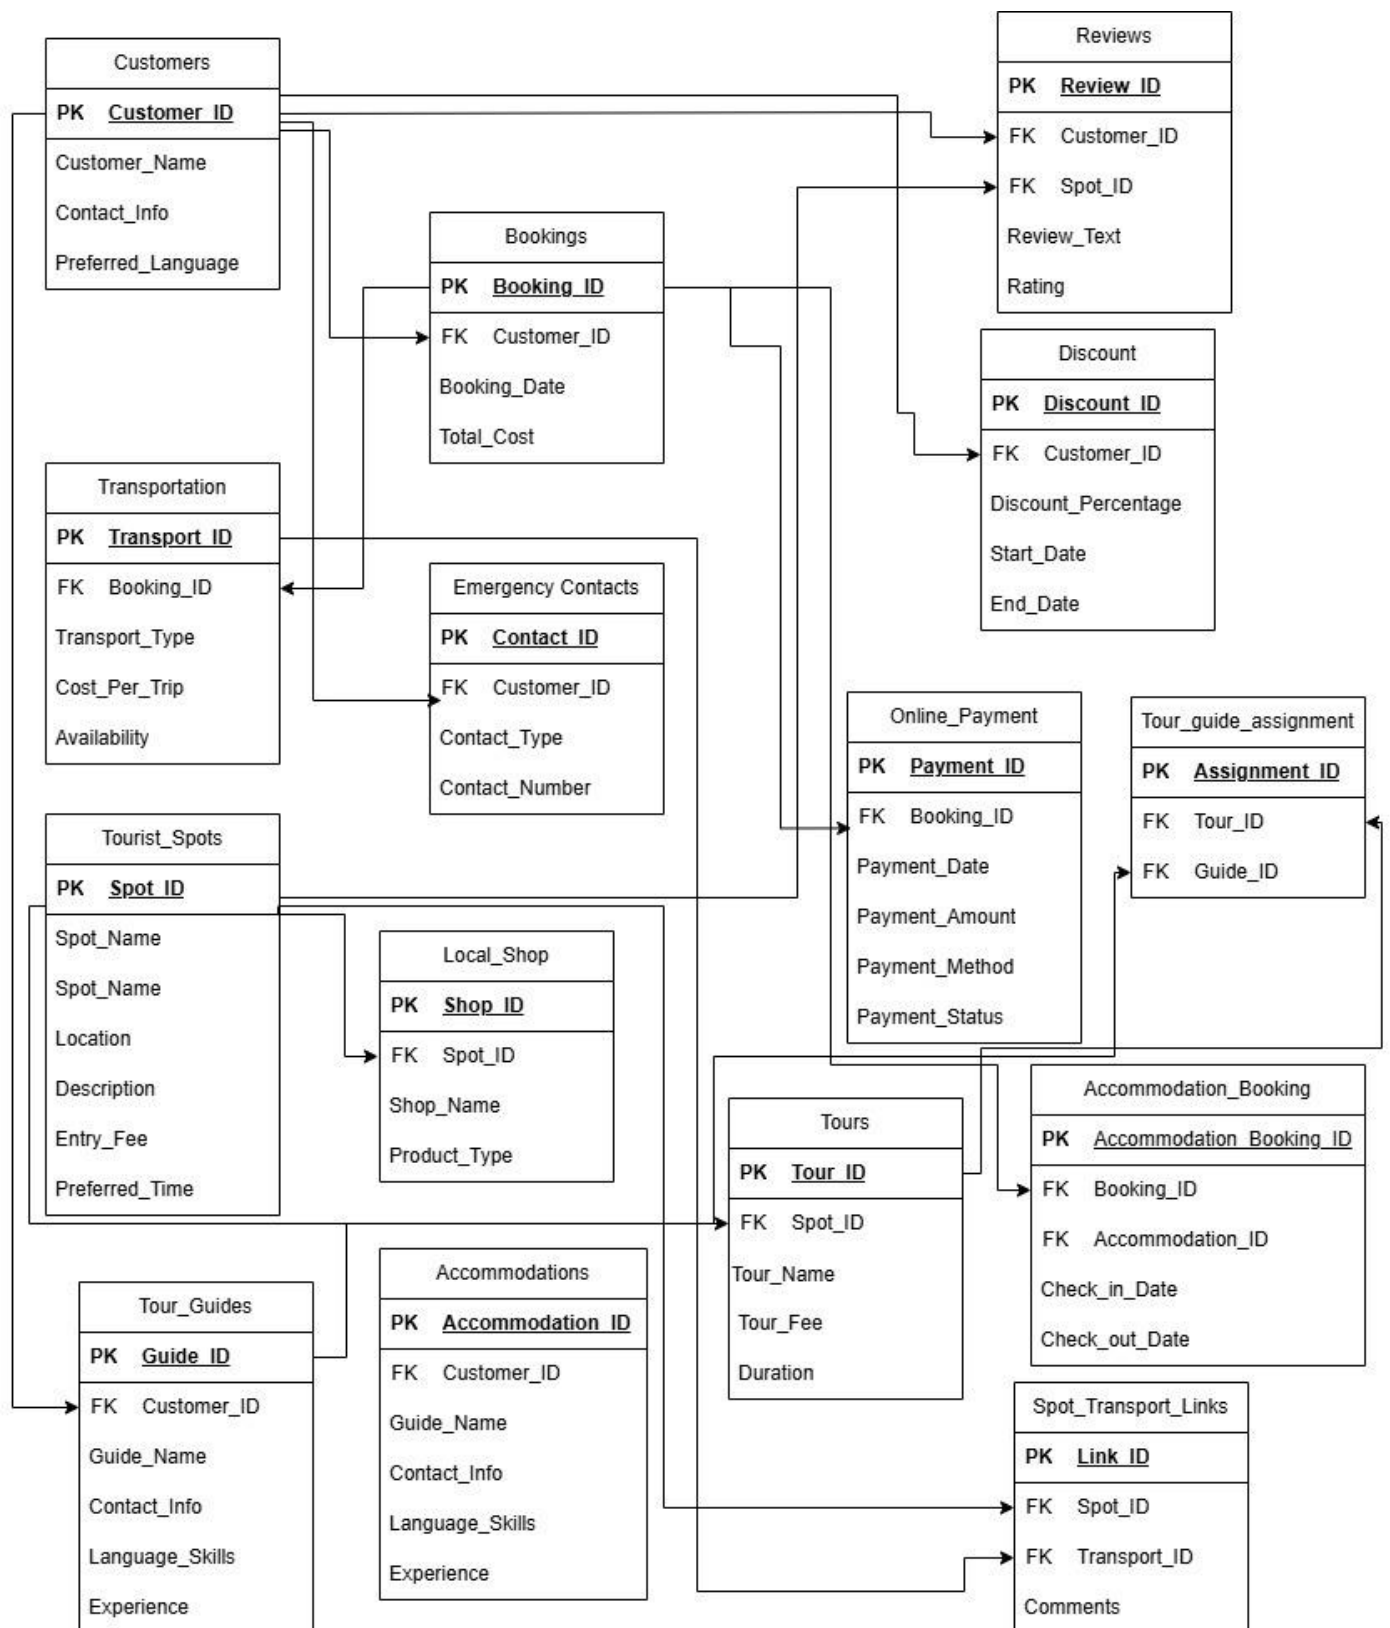 Customers
PK Customer_ID
Customer_Name
Contact_Info
Preferred_Language
Reviews
PK Review_ID
FK Customer_ID
FK Spot_ID
Review_Text
Rating
Bookings
PK Booking_ID
FK Customer_ID
Booking_Date
Total_Cost
Discount
PK Discount_ID
FK Customer_ID
Discount_Percentage
Start_Date
End_Date
Transportation
PK Transport_ID
FK Booking_ID
Transport_Type
Cost_Per_Trip
Availability
Emergency Contacts
PK Contact_ID
FK Customer_ID
Contact_Type
Contact_Number
Online_Payment
PK Payment_ID
FK Booking_ID
Payment_Date
Payment_Amount
Payment_Method
Payment_Status
Tour_guide_assignment
PK Assignment_ID
FK Tour_ID
FK Guide_ID
Tourist_Spots
PK Spot_ID
Spot_Name
Spot_Name
Location
Description
Entry_Fee
Preferred_Time
Local_Shop
PK Shop_ID
FK Spot_ID
Shop_Name
Product_Type
Tours
PK Tour_ID
FK Spot_ID
Tour_Name
Tour_Fee
Duration
Accommodation_Booking
PK Accommodation_Booking_ID
FK Booking_ID
FK Accommodation_ID
Check_in_Date
Check_out_Date
Tour_Guides
PK Guide_ID
FK Customer_ID
Guide_Name
Contact_Info
Language_Skills
Experience
Accommodations
PK Accommodation_ID
FK Customer_ID
Guide_Name
Contact_Info
Language_Skills
Experience
Spot_Transport_Links
PK Link_ID
FK Spot_ID
FK Transport_ID
Comments